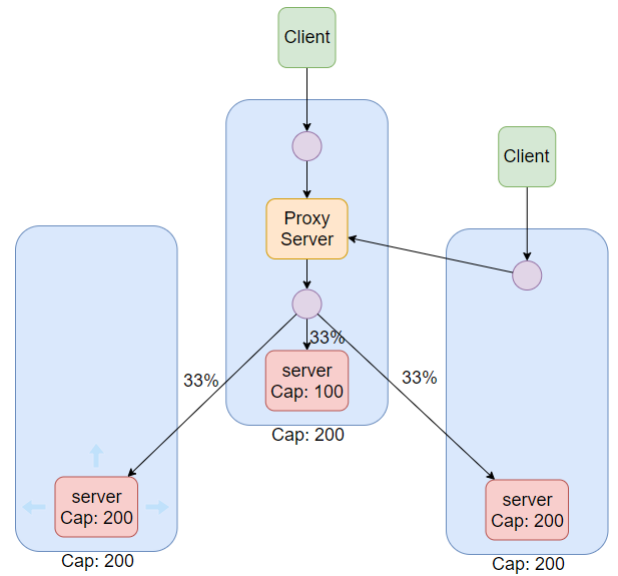 Client
Client
Proxy
Server
33%
33%
33%
server
Cap: 100
Cap: 200
server
Cap: 200
Cap: 200
server
Cap: 200
Cap: 200